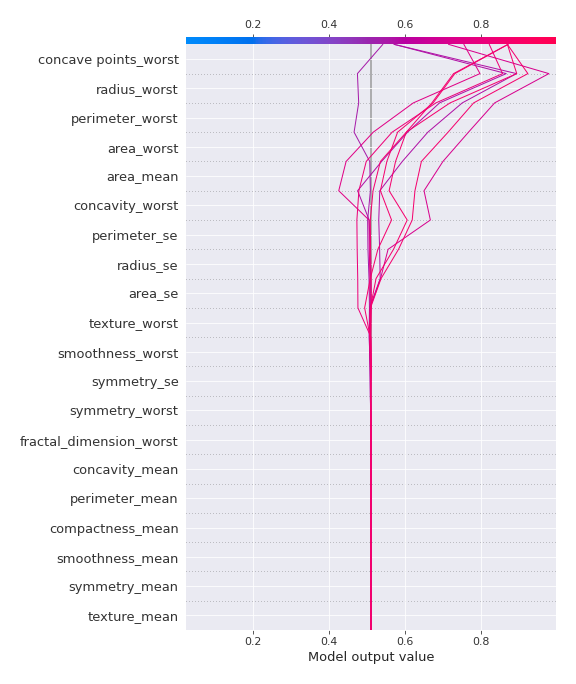 0.2 0.4 0.6 0.8
concave points_worst
radius_worst
perimeter_worst
area_worst
area_mean
concavity_worst
perimeter_se
radius_se
area_se
texture_worst
smoothness_worst
symmetry_se
symmetry_worst
fractal_dimension_worst
concavity_mean
perimeter_mean
compactness_mean
smoothness_mean
symmetry_mean
texture_mean
0.2 0.4 0.6 0.8
Model output value